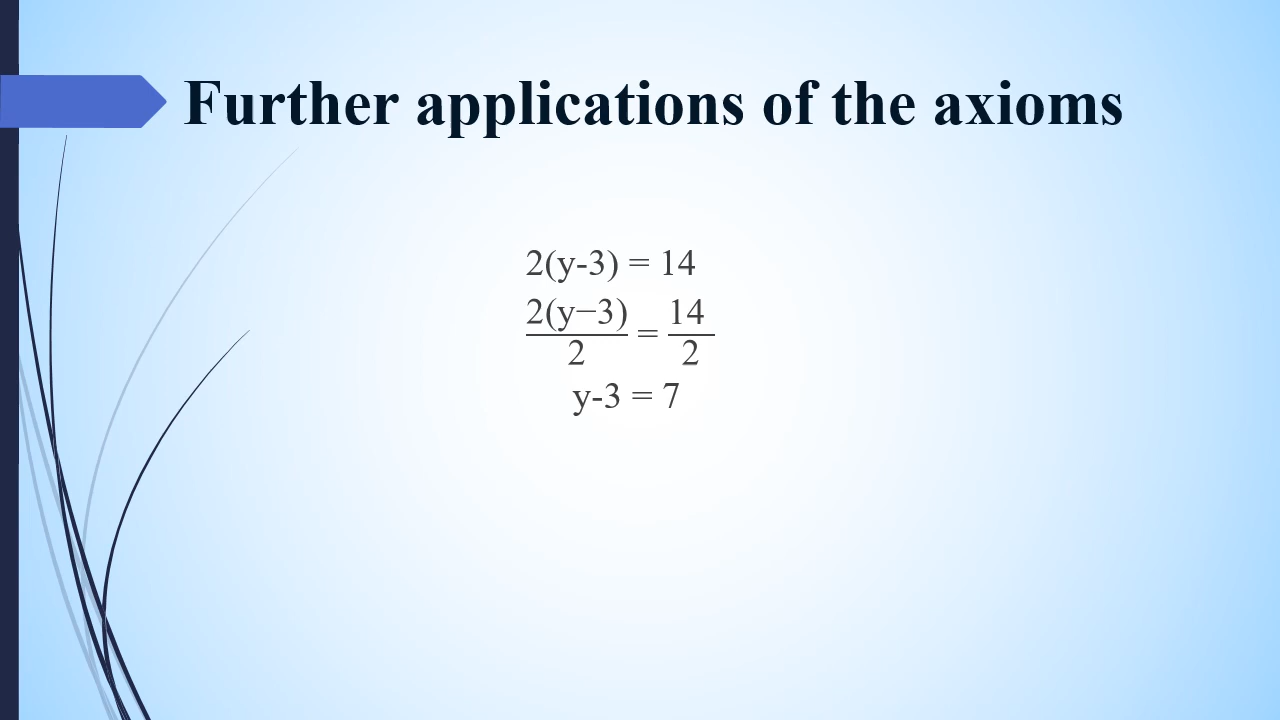 Further applications of the axioms
2(y-3) = 14
2(y−3)/2 = 14/2
y-3 = 7